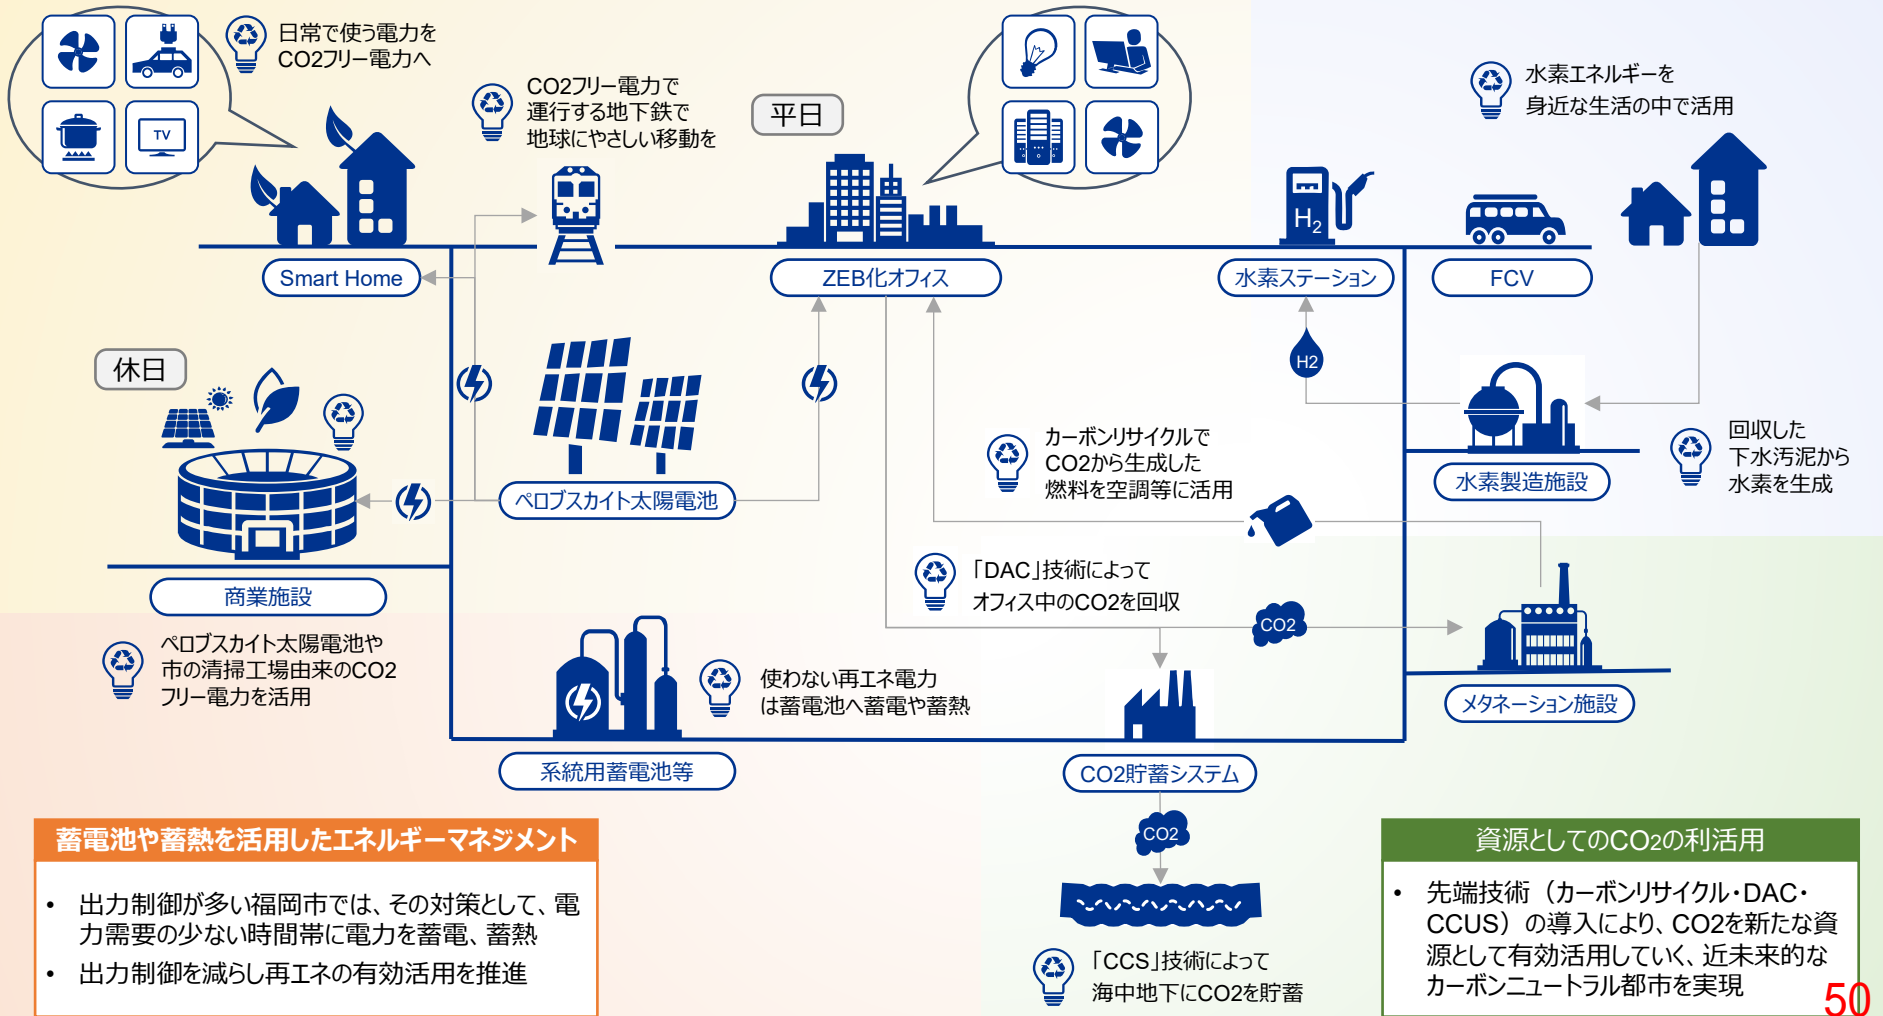 日常で使う電力を
CO2フリー電力へ
TV
CO2フリー電力で
運行する地下鉄で
地球にやさしい移動を
平日
水素エネルギーを
身近な生活の中で活用
H2
Smart Home
ZEB化オフィス
水素ステーション
FCV
休日
H2
カーボンリサイクルで
CO2から生成した
燃料を空調等に活用
回収した
下水汚泥から
水素を生成
ペロブスカイト太陽電池
水素製造施設
商業施設
「DAC」技術によって
オフィス中のCO2を回収
CO2
ペロブスカイト太陽電池や
市の清掃工場由来のCO2
フリー電力を活用
使わない再エネ電力
は蓄電池へ蓄電や蓄熱
メタネーション施設
系統用蓄電池等
CO2貯蓄システム
CO2
「CCS」技術によって
海中地下にCO2を貯蓄
蓄電池や蓄熱を活用したエネルギーマネジメント
• 出力制御が多い福岡市では、その対策として、電
力需要の少ない時間帯に電力を蓄電、蓄熱
• 出力制御を減らし再エネの有効活用を推進
資源としてのCO2の利活用
• 先端技術（カーボンリサイクル・DAC・
CCUS）の導入により、CO2を新たな資
源として有効活用していく、近未来的な
カーボンニュートラル都市を実現
50